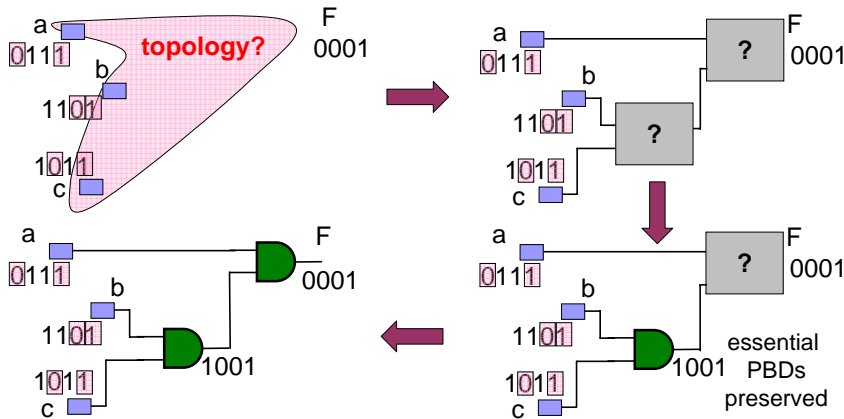 a
0111
topology?
b
1101
1011
c
F
0001
a
0111
b
1101
1011
c
?
?
F
0001
a
0111
b
1101
1011
c
1001
F
0001
a
0111
b
1101
1011
c
1001
?
F
0001
essential
PBDs
preserved